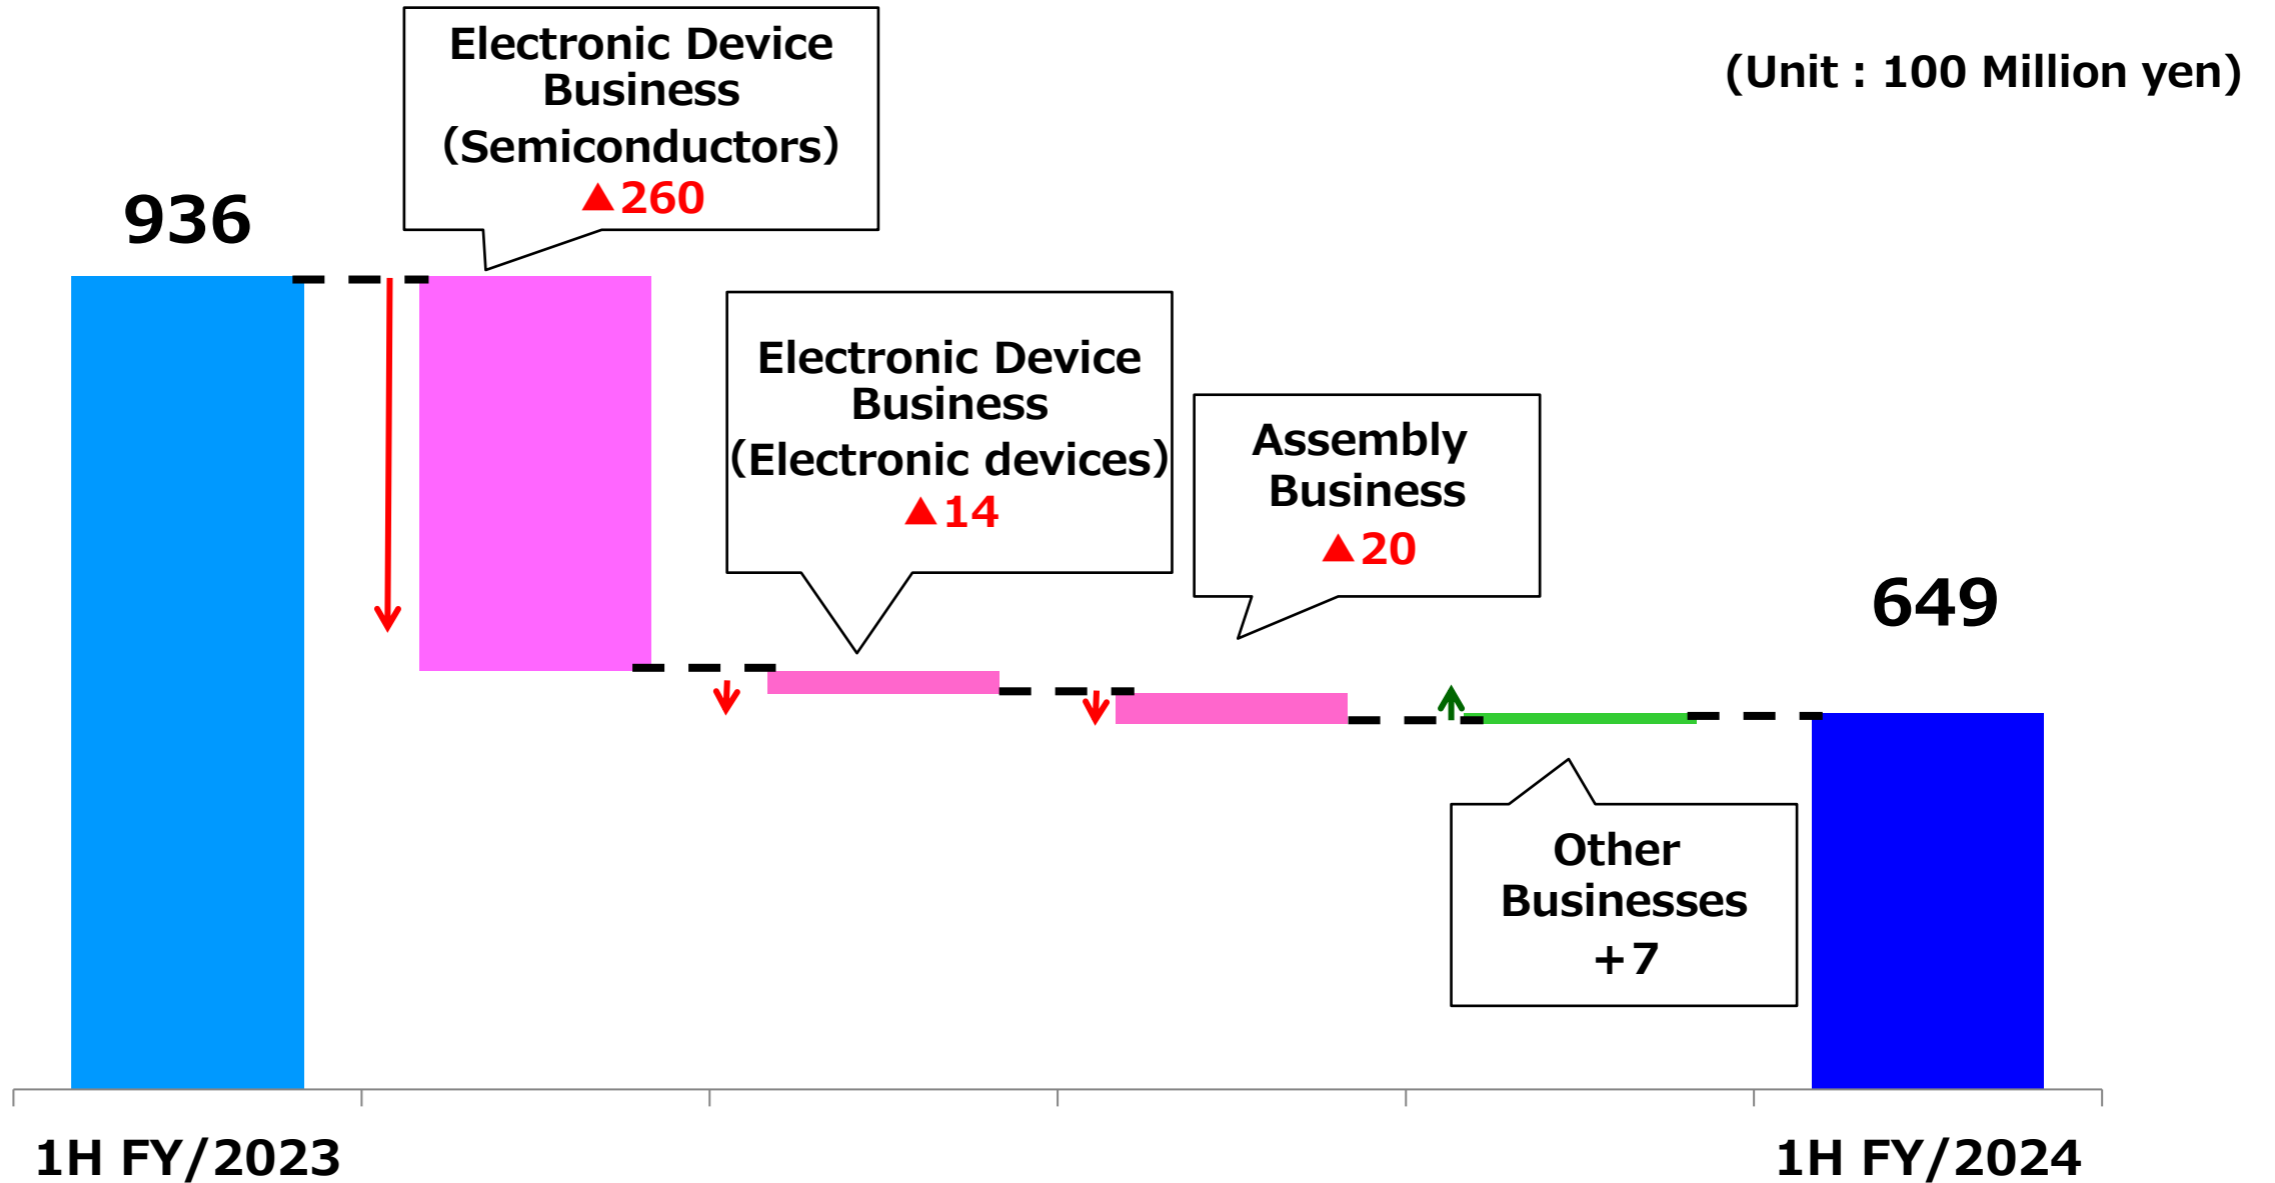 (Unit : 100 Million yen)
Electronic Device
Business
(Semiconductors)
▲260
936
Electronic Device
Business
(Electronic devices)
▲14
Assembly
Business
▲20
649
Other
Businesses
+7
1H FY/2023
1H FY/2024